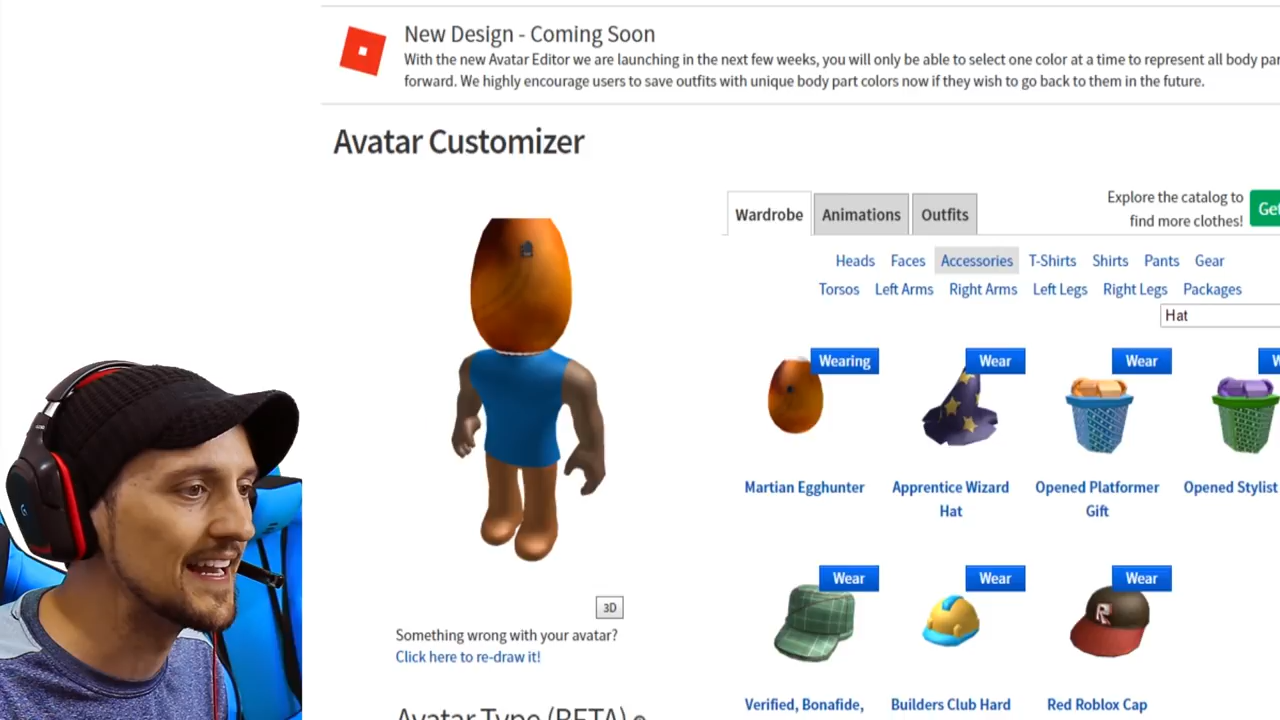 New Design - Coming Soon
With the new Avatar Editor we are launching in the next few weeks, you will only be able to select one color at a time to represent all body
forward. We highly encourage users to save outfits with unique body part colors now if they wish to go back to them in the future.
Avatar Customizer
Wardrobe Animations Outfits
Explore the catalog to
find more clothes!
Heads Faces Accessories T-Shirts Shirts Pants Gear
Torsos Left Arms Right Arms Left Legs Right Legs Packages
Hat
Wearing Wear Wear
Martian Egghunter
Apprentice Wizard
Hat
Opened Platformer
Gift
Opened Stylist
Wear Wear Wear
Verified, Bonafide,
Builders Club Hard
Red Roblox Cap
3D
Something wrong with your avatar?
Click here to re-draw it!
Avatar Type (BETA)